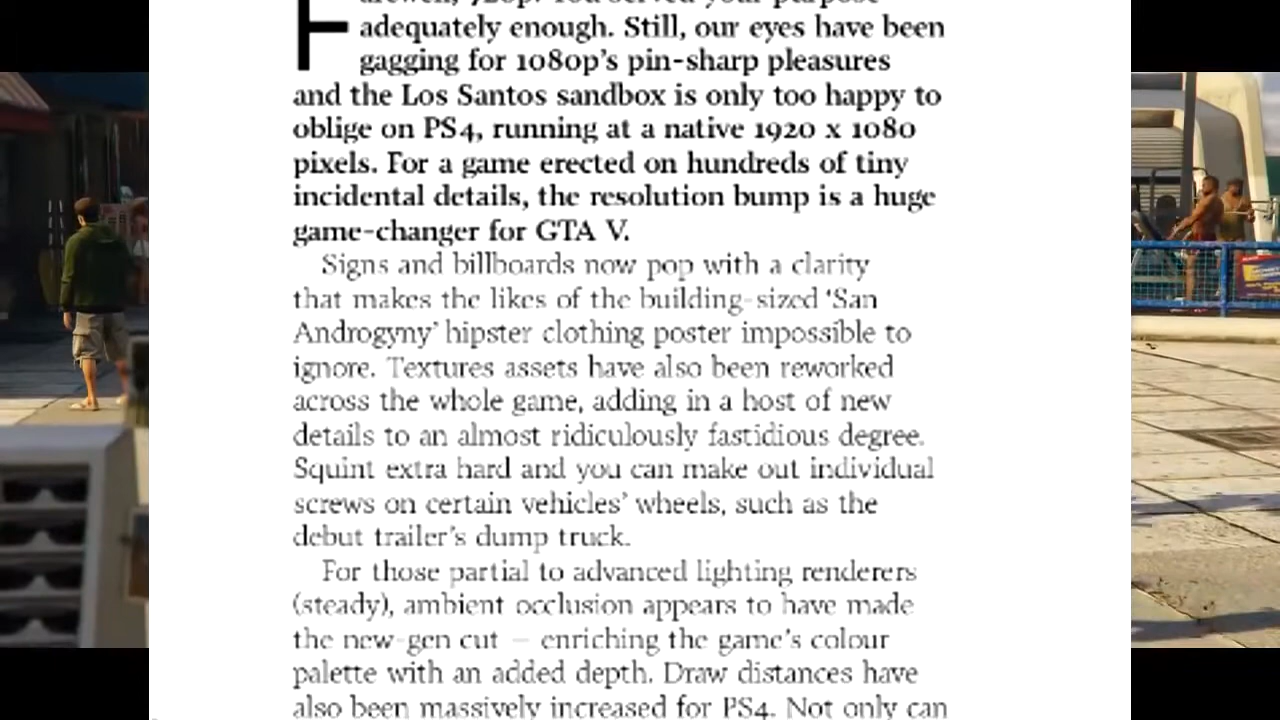 adequately enough. Still, our eyes have been
gagging for 1080p's pin-sharp pleasures
and the Los Santos sandbox is only too happy to
oblige on PS4, running at a native 1920 x 1080
pixels. For a game erected on hundreds of tiny
incidental details, the resolution bump is a huge
game-changer for GTA V.
Signs and billboards now pop with a clarity
that makes the likes of the building-sized 'San
Androgyny' hipster clothing poster impossible to
ignore. Textures assets have also been reworked
across the whole game, adding in a host of new
details to an almost ridiculously fastidious degree.
Squint extra hard and you can make out individual
screws on certain vehicles' wheels, such as the
debut trailer's dump truck.
For those partial to advanced lighting renderers
(steady), ambient occlusion appears to have made
the new-gen cut – enriching the game's colour
palette with an added depth. Draw distances have
also been massively increased for PS4. Not only can